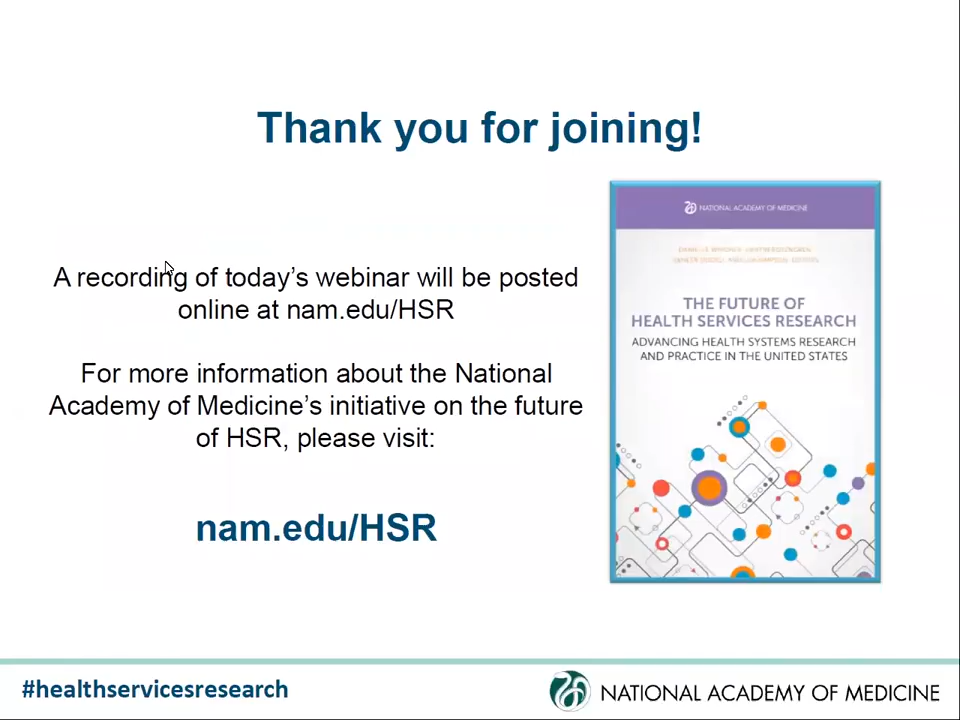 Thank you for joining!
A recording of today's webinar will be posted
online at nam.edu/HSR
For more information about the National
Academy of Medicine's initiative on the future
of HSR, please visit:
nam.edu/HSR
NATIONAL ACADEMY OF MEDICINE
EDITORS
THE FUTURE OF
HEALTH SERVICES RESEARCH
ADVANCING HEALTH SYSTEMS RESEARCH
AND PRACTICE IN THE UNITED STATES
#healthservicesresearch
NATIONAL ACADEMY OF MEDICINE